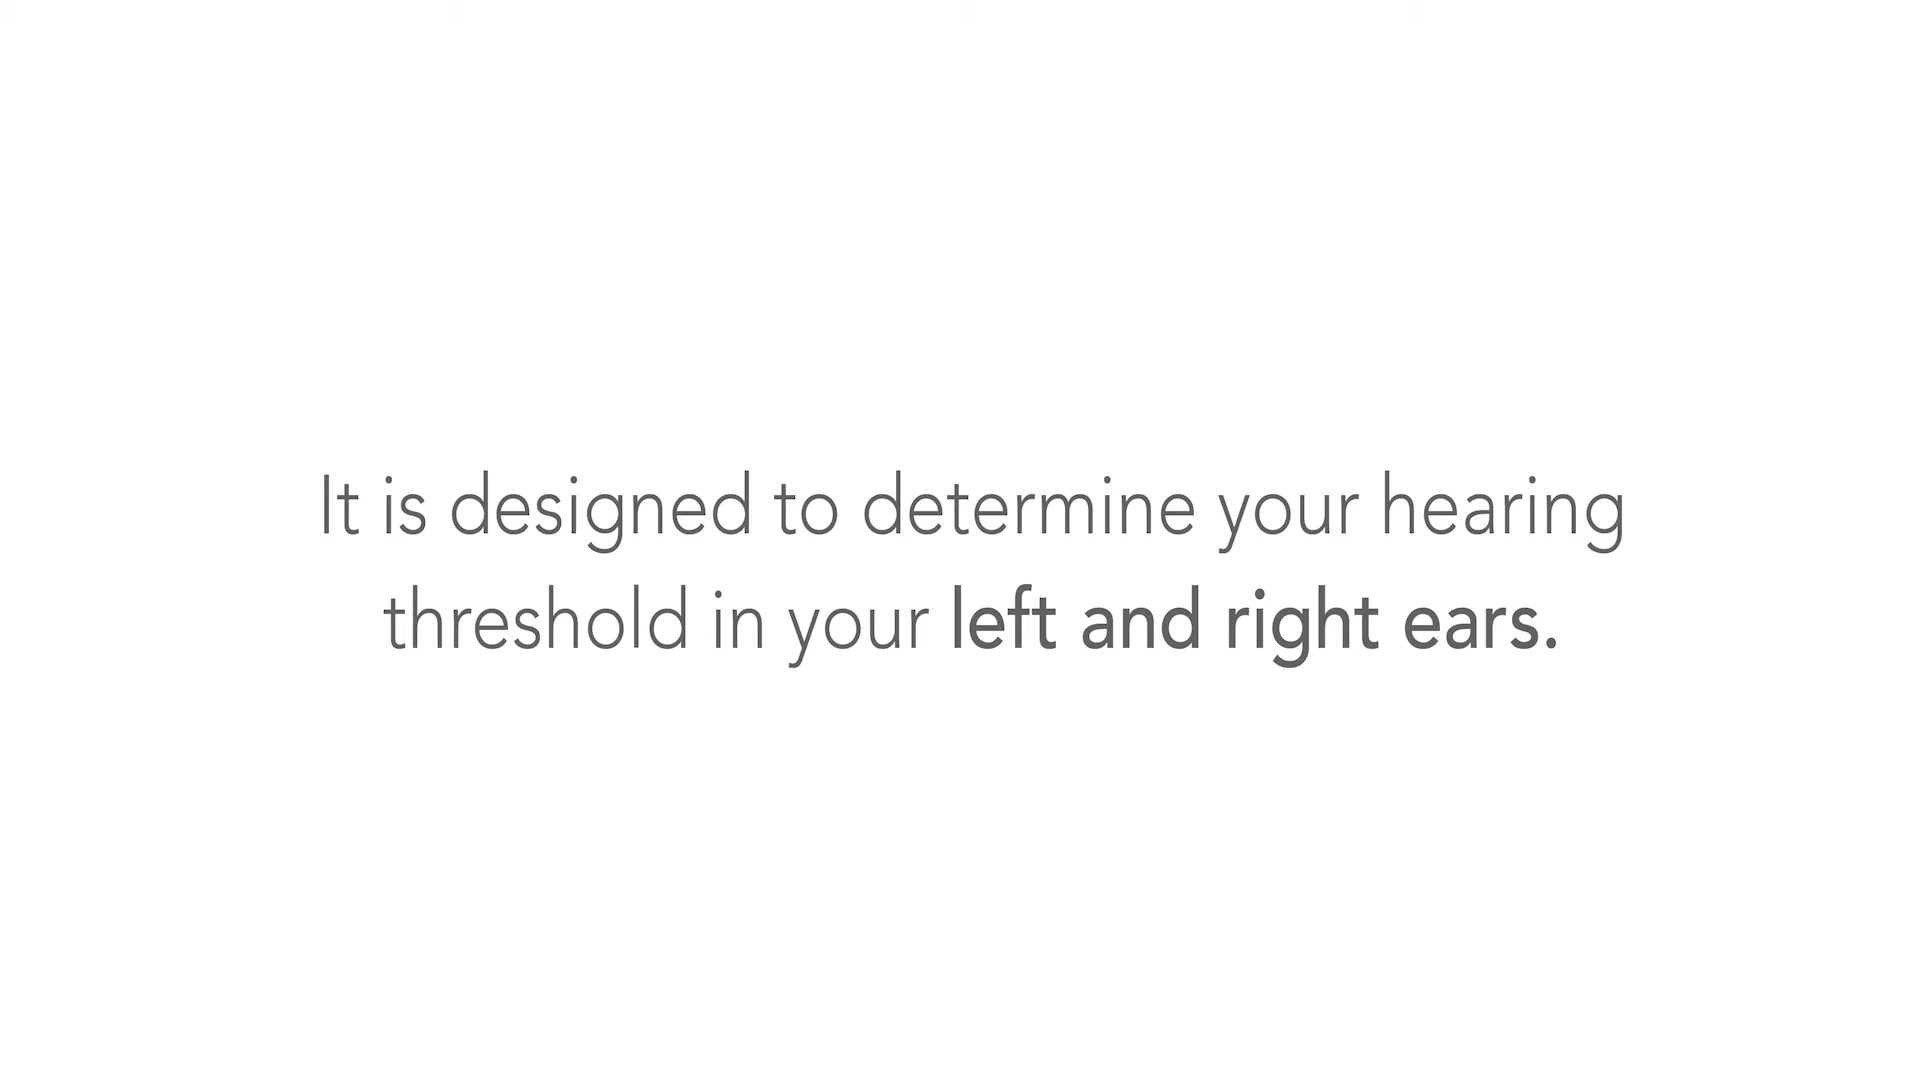 It is designed to determine your hearing
threshold in your left and right ears.